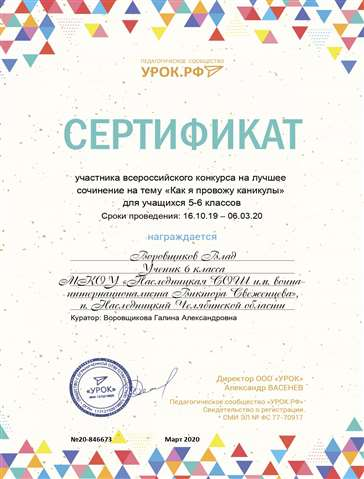 ПЕДАГОГИЧЕСКОЕ СООБЩЕСТВО
УРОК.РФ
СЕРТИФИКАТ
участника всероссийского конкурса на лучшее
сочинение на тему «Как я провожу каникулы»
для учащихся 5-6 классов
Сроки проведения: 16.10.19 – 06.03.20
награждается
Воровщиков Влад
Ученик 6 класса
МКОУ «Наследницкая СОШ им. воина
-интернационалиста Виктора Свеженцева»,
п. Наследницкий Челябинской области
Куратор: Воровщикова Галина Александровна
«УРОК»
Директор ООО «УРОК»
Александр ВАСЕНЕВ
Педагогическое сообщество «УРОК.РФ»
Свидетельство о регистрации:
СМИ ЭЛ № ФС 77-70917
№20-846673
Март 2020